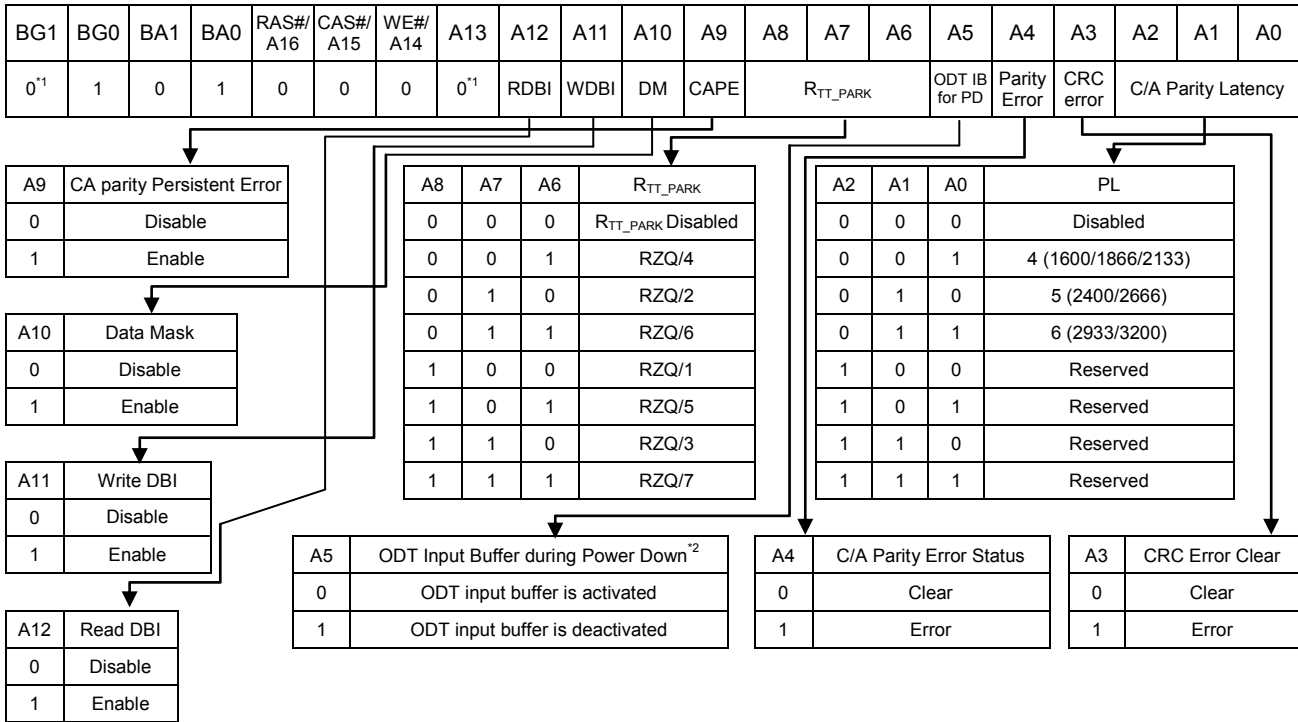 BG1 BG0 BA1 BA0 RAS#/A16 CAS#/A15 WE#/A14 A13 A12 A11 A10 A9 A8 A7 A6 A5 A4 A3 A2 A1 A0
0*1 1 0 1 0 0 0 0*1 RDBI WDBI DM CAPE RTT_PARK ODT IB for PD Parity Error CRC error C/A Parity Latency
A9 CA parity Persistent Error
0 Disable
1 Enable
A10 Data Mask
0 Disable
1 Enable
A11 Write DBI
0 Disable
1 Enable
A12 Read DBI
0 Disable
1 Enable
A8 A7 A6 RTT_PARK
0 0 0 RTT_PARK Disabled
0 0 1 RZQ/4
0 1 0 RZQ/2
0 1 1 RZQ/6
1 0 0 RZQ/1
1 0 1 RZQ/5
1 1 0 RZQ/3
1 1 1 RZQ/7
A2 A1 A0 PL
0 0 0 Disabled
0 0 1 4 (1600/1866/2133)
0 1 0 5 (2400/2666)
0 1 1 6 (2933/3200)
1 0 0 Reserved
1 0 1 Reserved
1 1 0 Reserved
1 1 1 Reserved
A5 ODT Input Buffer during Power Down*2
0 ODT input buffer is activated
1 ODT input buffer is deactivated
A4 C/A Parity Error Status
0 Clear
1 Error
A3 CRC Error Clear
0 Clear
1 Error